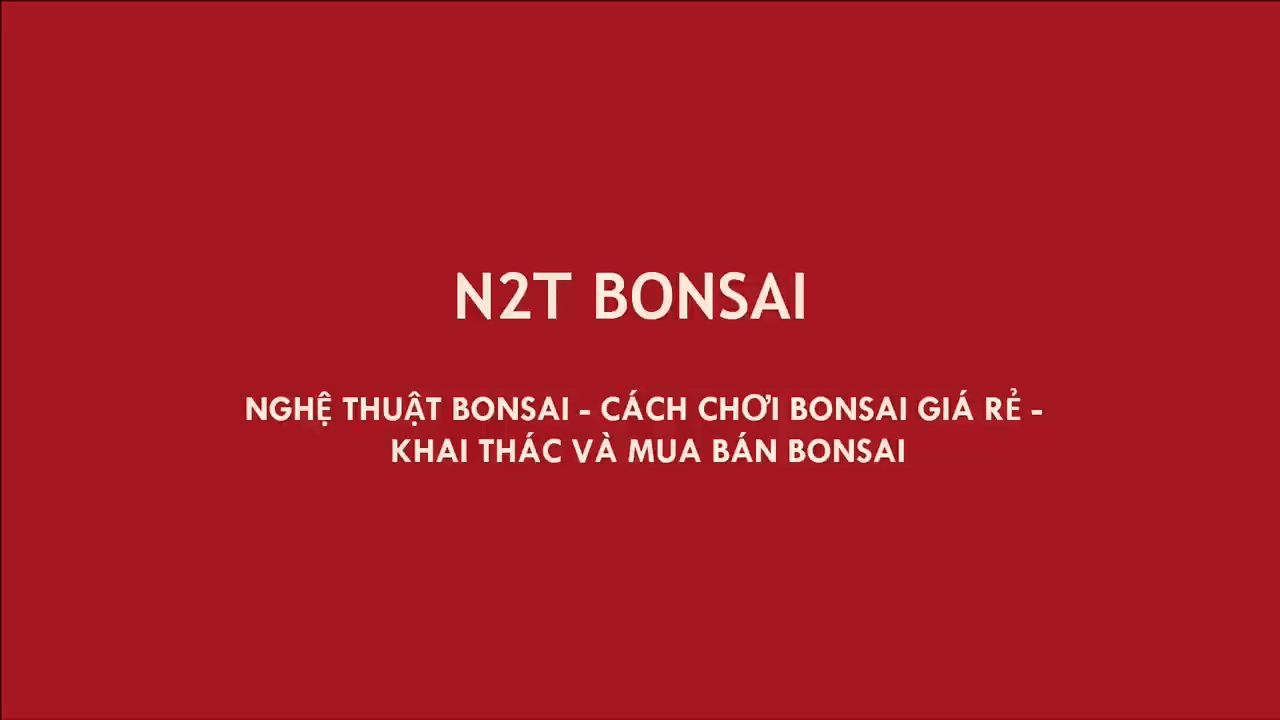 N2T BONSAI
NGHỆ THUẬT BONSAI - CÁCH CHƠI BONSAI GIÁ RẺ -
KHAI THÁC VÀ MUA BÁN BONSAI